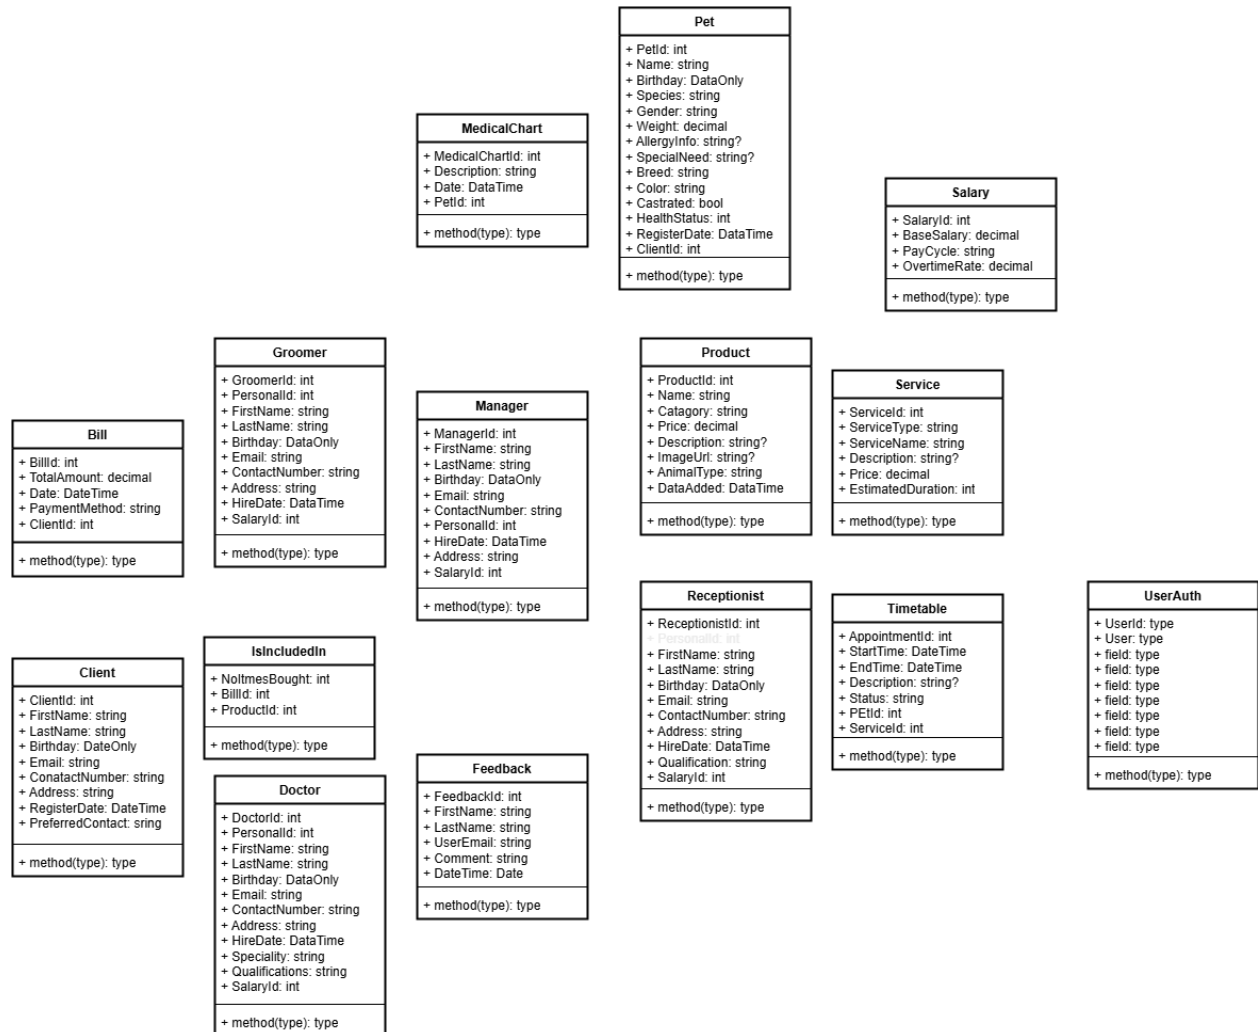 Pet
+ PetId: int
+ Name: string
+ Birthday: DataOnly
+ Species: string
+ Gender: string
+ Weight: decimal
+ AllergyInfo: string?
+ SpecialNeed: string?
+ Breed: string
+ Color: string
+ Castrated: bool
+ HealthStatus: int
+ RegisterDate: DataTime
+ ClientId: int
+ method(type): type
MedicalChart
+ MedicalChartId: int
+ Description: string
+ Date: DataTime
+ PetId: int
+ method(type): type
Salary
+ SalaryId: int
+ BaseSalary: decimal
+ PayCycle: string
+ OvertimeRate: decimal
+ method(type): type
Groomer
+ GroomerId: int
+ PersonalId: int
+ FirstName: string
+ LastName: string
+ Birthday: DataOnly
+ Email: string
+ ContactNumber: string
+ Address: string
+ HireDate: DataTime
+ SalaryId: int
+ method(type): type
Product
+ ProductId: int
+ Name: string
+ Catagory: string
+ Price: decimal
+ Description: string?
+ ImageUrl: string?
+ AnimalType: string
+ DataAdded: DataTime
+ method(type): type
Service
+ ServiceId: int
+ ServiceType: string
+ ServiceName: string
+ Description: string?
+ Price: decimal
+ EstimatedDuration: int
+ method(type): type
Manager
+ ManagerId: int
+ FirstName: string
+ LastName: string
+ Birthday: DataOnly
+ Email: string
+ ContactNumber: string
+ PersonalId: int
+ HireDate: DataTime
+ Address: string
+ SalaryId: int
+ method(type): type
Bill
+ BillId: int
+ TotalAmount: decimal
+ Date: DateTime
+ PaymentMethod: string
+ ClientId: int
+ method(type): type
Receptionist
+ ReceptionistId: int
+ PersonalId: int
+ FirstName: string
+ LastName: string
+ Birthday: DataOnly
+ Email: string
+ ContactNumber: string
+ Address: string
+ HireDate: DataTime
+ Qualification: string
+ SalaryId: int
+ method(type): type
Timetable
+ AppointmentId: int
+ StartTime: DateTime
+ EndTime: DateTime
+ Description: string?
+ Status: string
+ PEtId: int
+ ServiceId: int
+ method(type): type
UserAuth
+ UserId: type
+ User: type
+ field: type
+ field: type
+ field: type
+ field: type
+ field: type
+ field: type
+ field: type
+ method(type): type
IsIncludedIn
+ NoItmesBought: int
+ BillId: int
+ ProductId: int
+ method(type): type
Client
+ ClientId: int
+ FirstName: string
+ LastName: string
+ Birthday: DateOnly
+ Email: string
+ ConatactNumber: string
+ Address: string
+ RegisterDate: DateTime
+ PreferredContact: sring
+ method(type): type
Feedback
+ FeedbackId: int
+ FirstName: string
+ LastName: string
+ UserEmail: string
+ Comment: string
+ DateTime: Date
+ method(type): type
Doctor
+ DoctorId: int
+ PersonalId: int
+ FirstName: string
+ LastName: string
+ Birthday: DataOnly
+ Email: string
+ ContactNumber: string
+ Address: string
+ HireDate: DataTime
+ Speciality: string
+ Qualifications: string
+ SalaryId: int
+ method(type): type